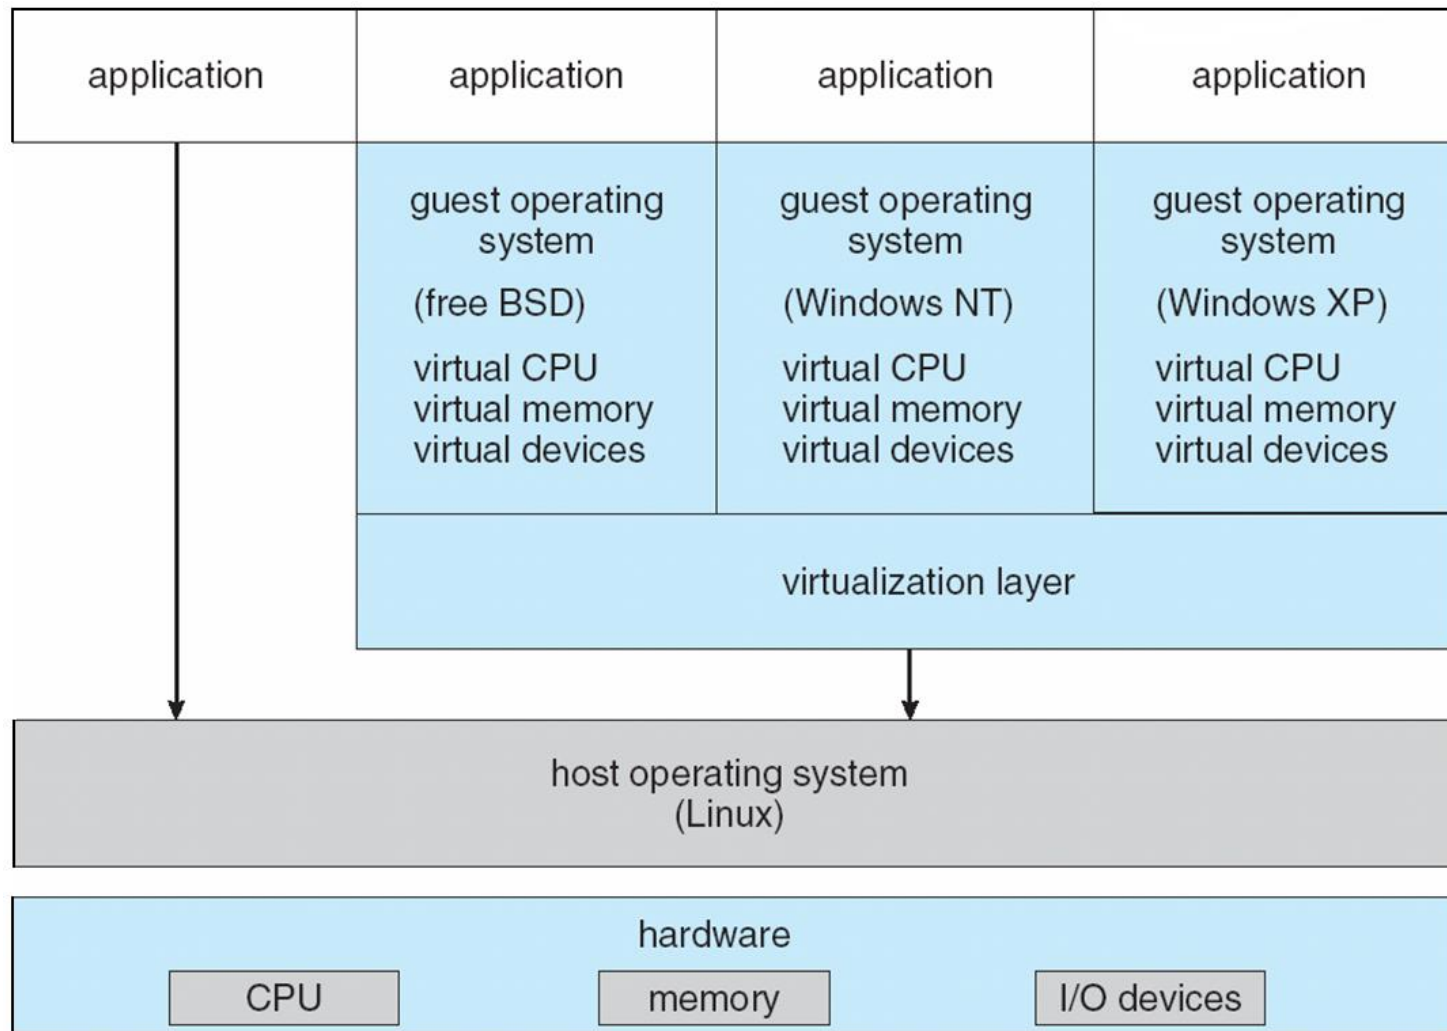 application
application
application
application
guest operating
system
(free BSD)
virtual CPU
virtual memory
virtual devices
guest operating
system
(Windows NT)
virtual CPU
virtual memory
virtual devices
guest operating
system
(Windows XP)
virtual CPU
virtual memory
virtual devices
virtualization layer
host operating system
(Linux)
hardware
CPU
memory
I/O devices